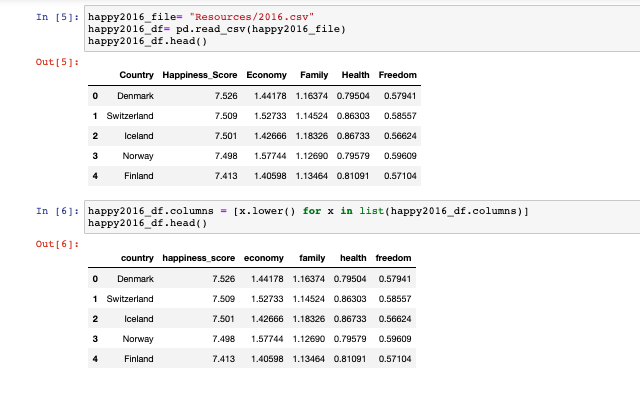 In [5]: happy2016_file= "Resources/2016.csv"
happy2016_df= pd.read_csv(happy2016_file)
happy2016_df.head()
Out[5]:
Country Happiness_Score Economy Family Health Freedom
0 Denmark 7.526 1.44178 1.16374 0.79504 0.57941
1 Switzerland 7.509 1.52733 1.14524 0.86303 0.58557
2 Iceland 7.501 1.42666 1.18326 0.86733 0.56624
3 Norway 7.498 1.57744 1.12690 0.79579 0.59609
4 Finland 7.413 1.40598 1.13464 0.81091 0.57104
In [6]: happy2016_df.columns = [x.lower() for x in list(happy2016_df.columns)]
happy2016_df.head()
Out[6]:
country happiness_score economy family health freedom
0 Denmark 7.526 1.44178 1.16374 0.79504 0.57941
1 Switzerland 7.509 1.52733 1.14524 0.86303 0.58557
2 Iceland 7.501 1.42666 1.18326 0.86733 0.56624
3 Norway 7.498 1.57744 1.12690 0.79579 0.59609
4 Finland 7.413 1.40598 1.13464 0.81091 0.57104